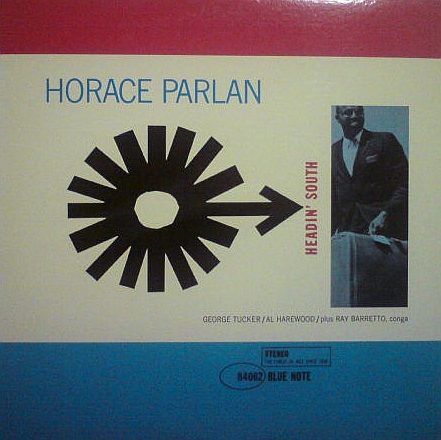 HORACE PARLAN
HEADIN' SOUTH
GEORGE TUCKER/AL HAREWOOD/plus RAY BARRETTO, conga
STEREO
84062 BLUE NOTE